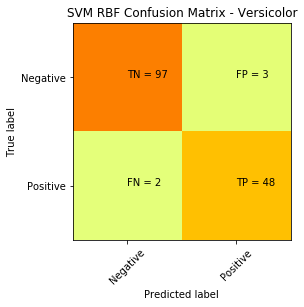 SVM RBF Confusion Matrix - Versicolor
True label
Negative
TN = 97
FP = 3
Positive
FN = 2
TP = 48
Negative
Positive
Predicted label